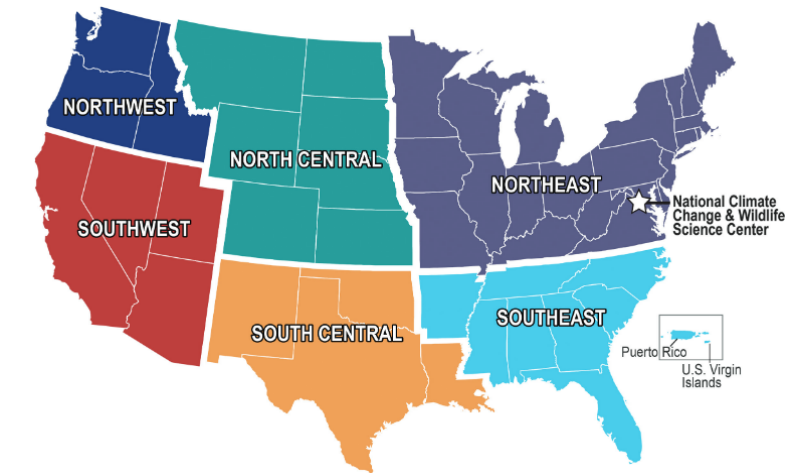 NORTHWEST
NORTH CENTRAL
NORTHEAST
National Climate
Change & Wildlife
Science Center
SOUTHWEST
SOUTH CENTRAL
SOUTHEAST
Puerto Rico
U.S. Virgin
Islands